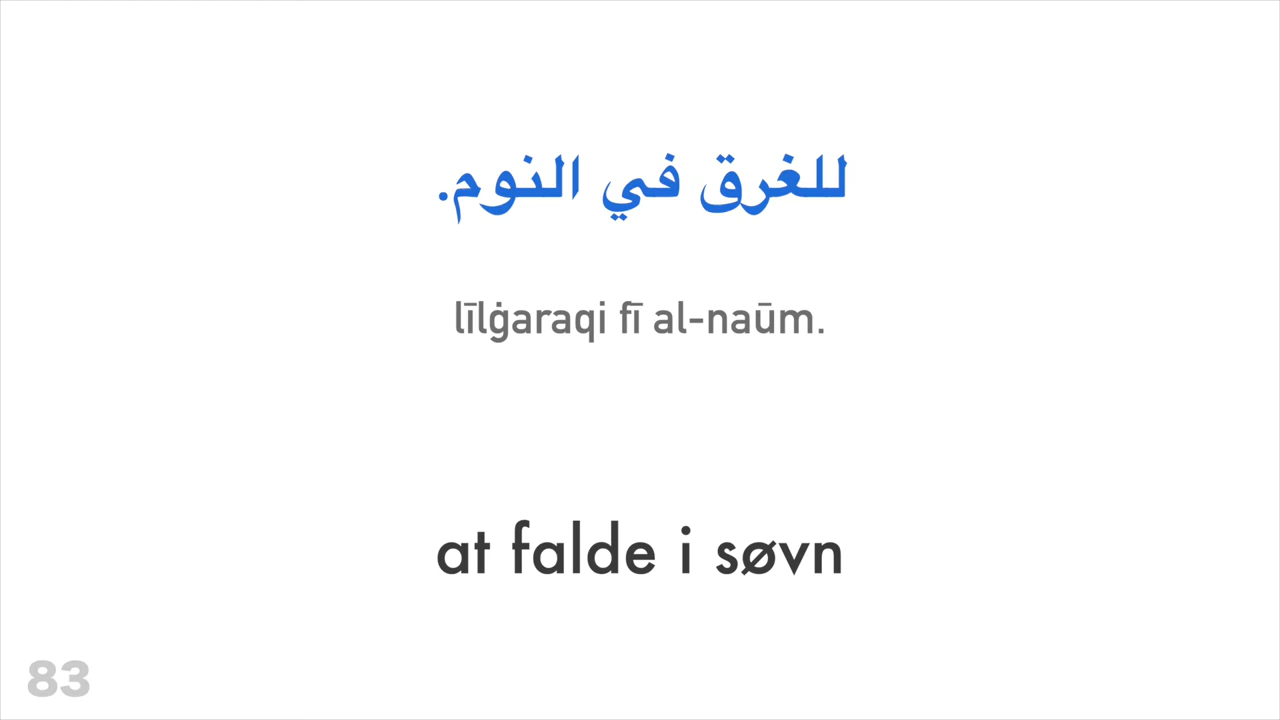 للغرق في النوم.
līlġaraqi fī al-naūm.
at falde i søvn
83